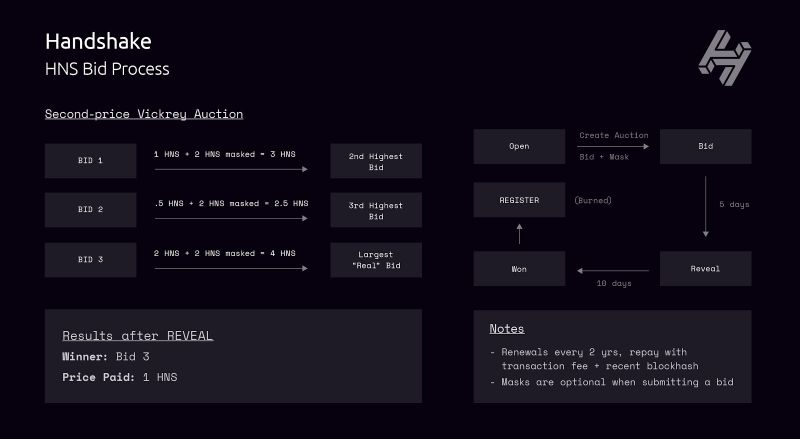 Handshake
HNS Bid Process
Second-price Vickrey Auction
BID 1
1 HNS + 2 HNS masked = 3 HNS
2nd Highest
Bid
BID 2
.5 HNS + 2 HNS masked = 2.5 HNS
3rd Highest
Bid
BID 3
2 HNS + 2 HNS masked = 4 HNS
Largest
"Real" Bid
Results after REVEAL
Winner: Bid 3
Price Paid: 1 HNS
Open
Create Auction
Bid + Mask
Bid
5 days
REGISTER
(Burned)
Won
10 days
Reveal
Notes
- Renewals every 2 yrs, repay with
transaction fee + recent blockhash
- Masks are optional when submitting a bid